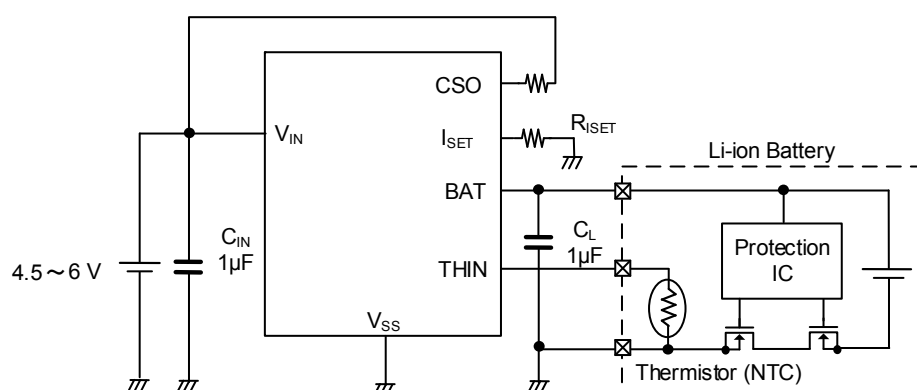 CSO
V_IN
I_SET
R_ISET
Li-ion Battery
BAT
C_IN
1µF
C_L
1µF
Protection
IC
4.5～6 V
THIN
V_SS
Thermistor (NTC)